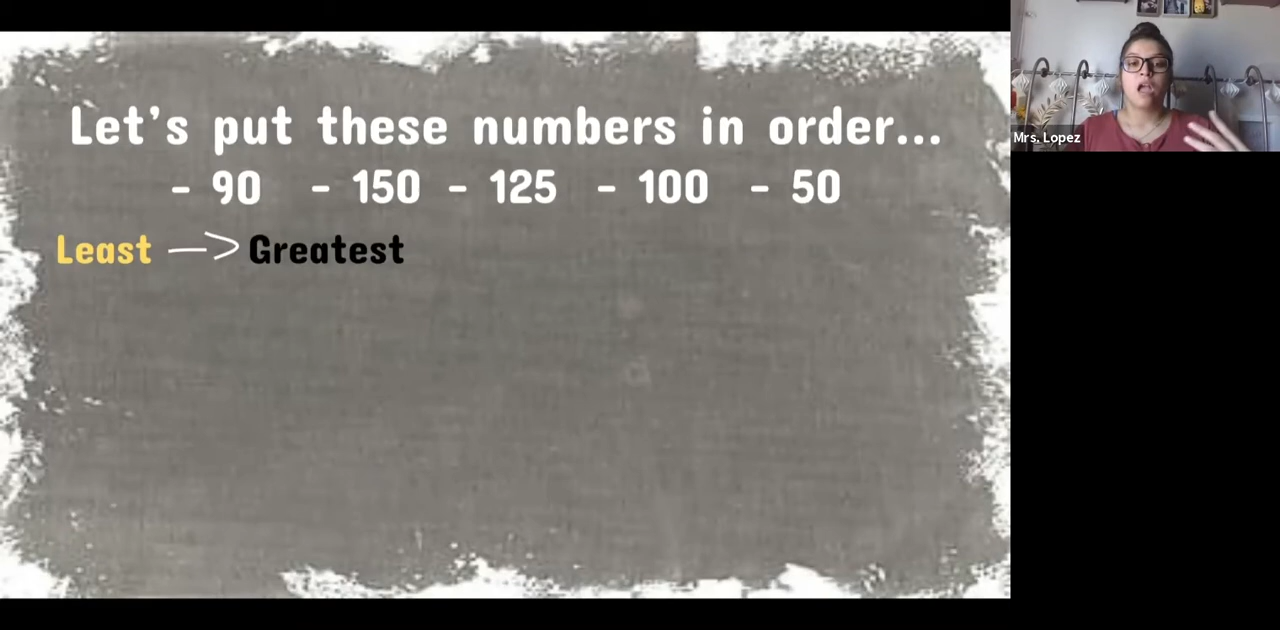 Let's put these numbers in order...
- 90 - 150 - 125 - 100 - 50
Least —> Greatest
Mrs. Lopez